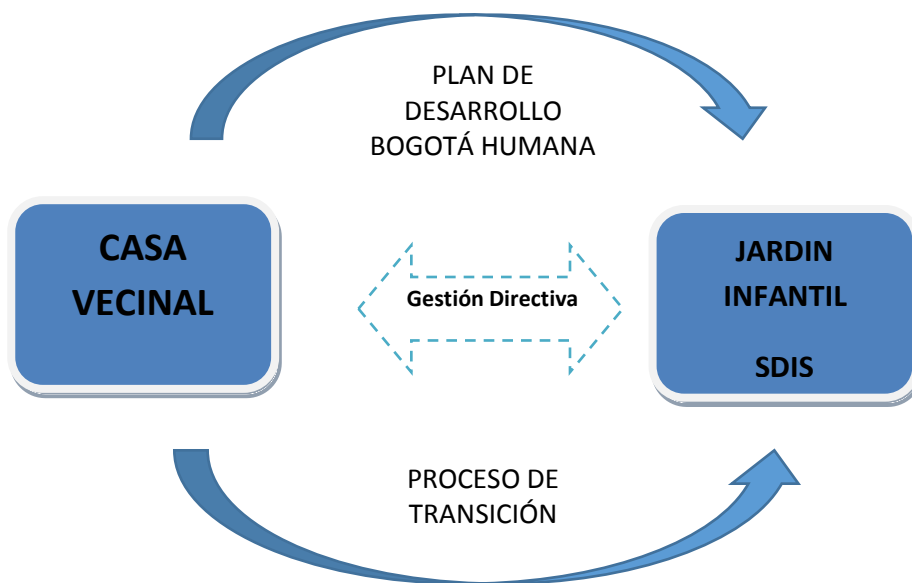 PLAN DE
DESARROLLO
BOGOTÁ HUMANA
CASA
VECINAL
Gestión Directiva
JARDIN
INFANTIL
SDIS
PROCESO DE
TRANSICIÓN